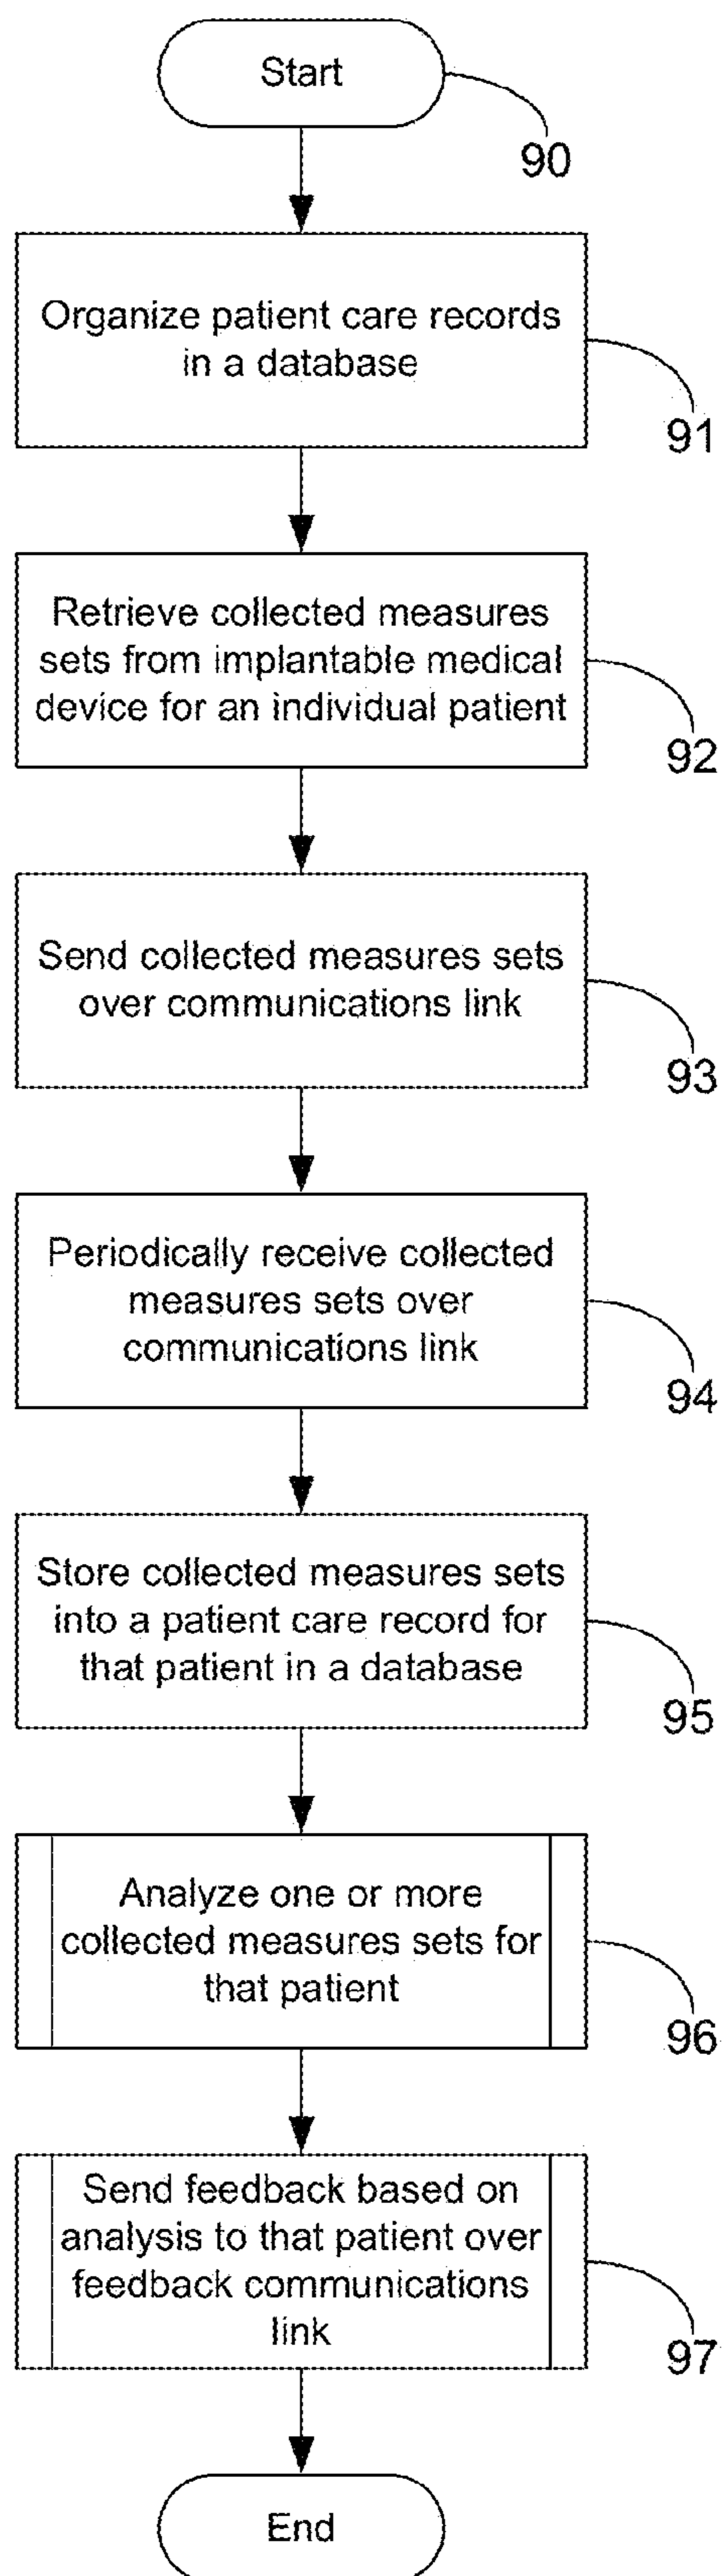 Start
90
Organize patient care records
in a database
91
Retrieve collected measures
sets from implantable medical
device for an individual patient
92
Send collected measures sets
over communications link
93
Periodically receive collected
measures sets over
communications link
94
Store collected measures sets
into a patient care record for
that patient in a database
95
Analyze one or more
collected measures sets for
that patient
96
Send feedback based on
analysis to that patient over
feedback communications
link
97
End